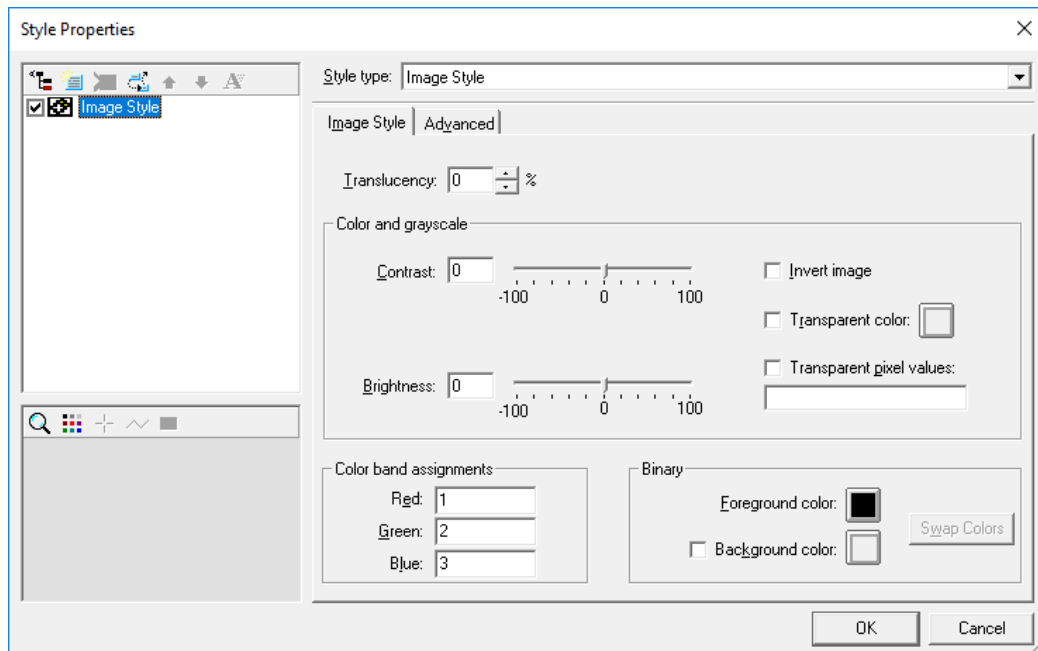 Style Properties
Style type: Image Style
Image Style
Image Style Advanced
Translucency: 0 %
Color and grayscale
Contrast: 0
-100 0 100
Invert image
Transparent color:
Transparent pixel values:
Brightness: 0
-100 0 100
Color band assignments
Red: 1
Green: 2
Blue: 3
Binary
Foreground color:
Background color:
Swap Colors
OK Cancel